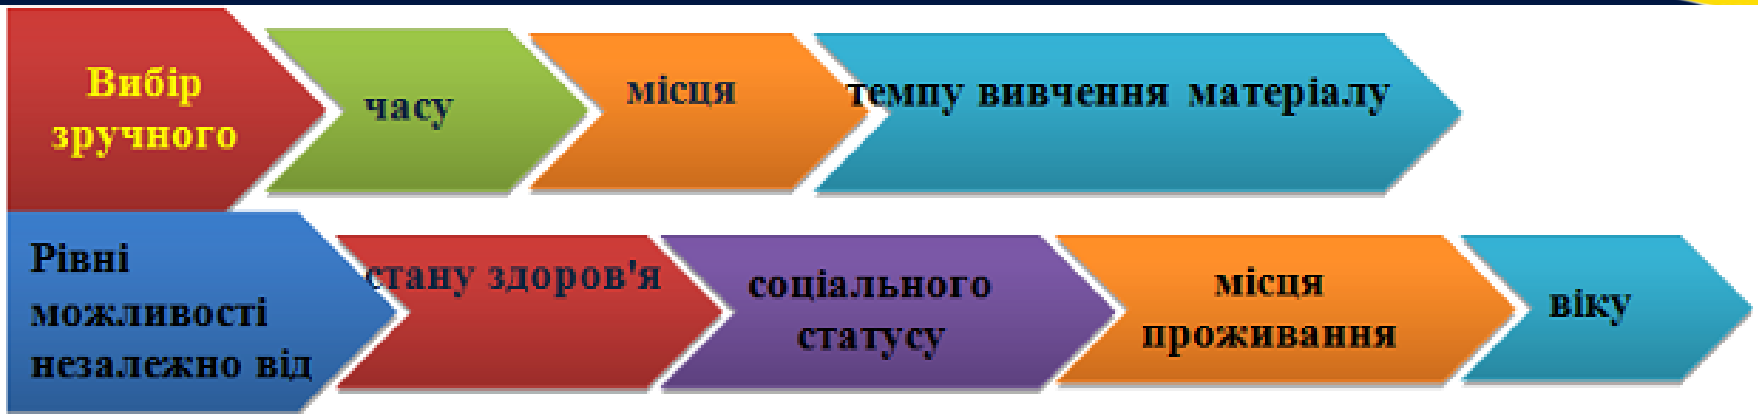 Вибір
зручного
часу
місця
темпу вивчення матеріалу
Рівні
можливості
незалежно від
стану здоров'я
соціального
статусу
місця
проживання
віку